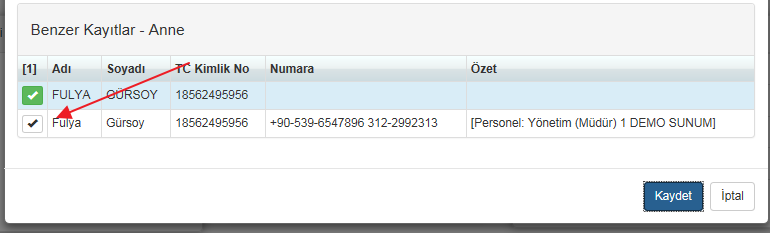 Benzer Kayıtlar - Anne
[1] Adı Soyadı TC Kimlik No Numara Özet
FULYA GÜRSOY 18562495956
Fulya Gürsoy 18562495956 +90-539-6547896 312-2992313 [Personel: Yönetim (Müdür) 1 DEMO SUNUM]
Kaydet İptal